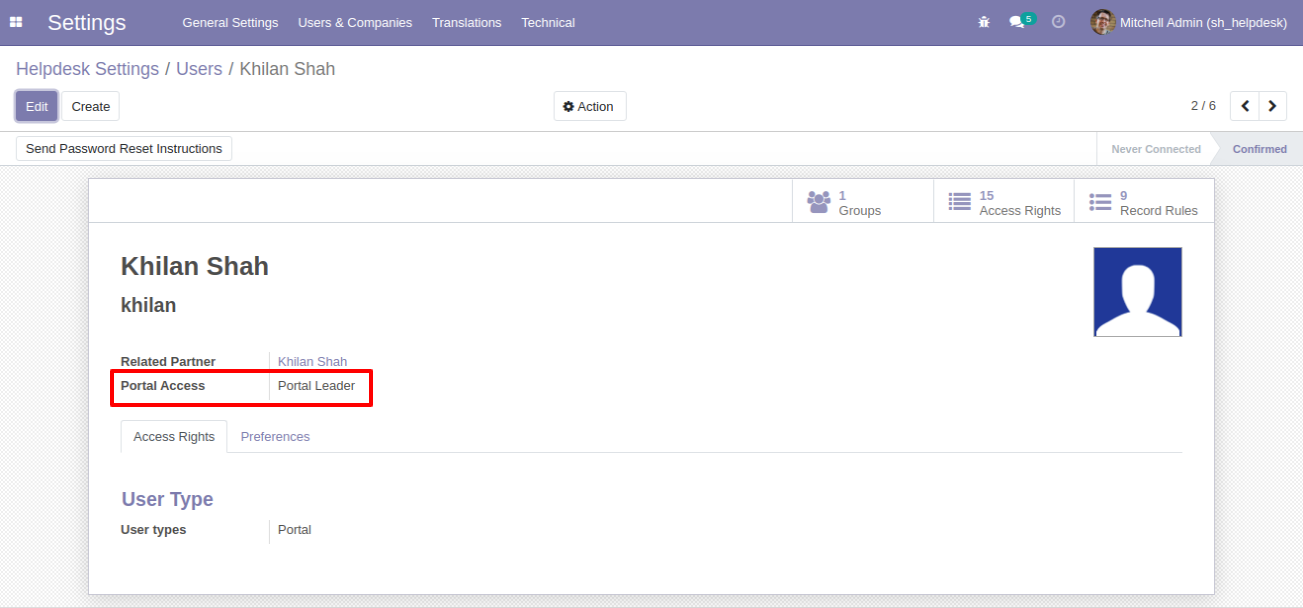 Settings General Settings Users & Companies Translations Technical 5 Mitchell Admin (sh_helpdesk)
Helpdesk Settings / Users / Khilan Shah
Edit Create Action 2 / 6
Send Password Reset Instructions Never Connected Confirmed
1 Groups 15 Access Rights 9 Record Rules
Khilan Shah
khilan
Related Partner Khilan Shah
Portal Access Portal Leader
Access Rights Preferences
User Type
User types Portal